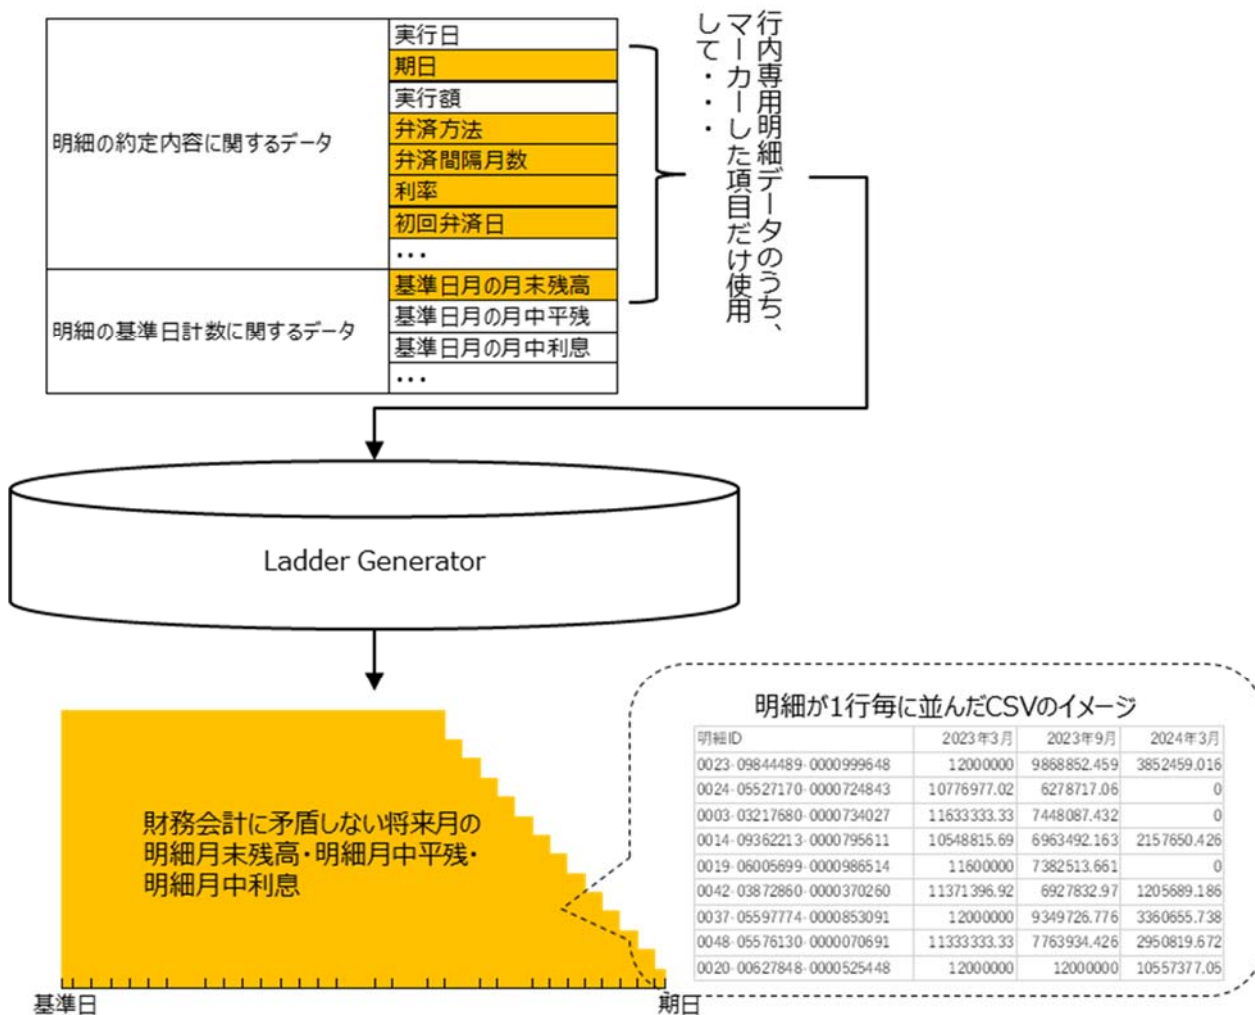 実行日
期日
実行額
明細の約定内容に関するデータ
弁済方法
弁済間隔月数
利率
初回弁済日
・・・
基準日月の月末残高
明細の基準日計数に関するデータ
基準日月の月中平残
基準日月の月中利息
・・・
行内専用明細データのうち、
マーカーした項目だけ使用
して・・・
Ladder Generator
財務会計に矛盾しない将来月の
明細月末残高・明細月中平残・
明細月中利息
基準日
期日
明細が1行毎に並んだCSVのイメージ
明細ID 2023年3月 2023年9月 2024年3月
0023-09844489-0000999648 12000000 9868852.459 3852459.016
0024-05527170-0000724843 10776977.02 6278717.06 0
0003-03217680-0000734027 11633333.33 7448087.432 0
0014-09362213-0000795611 10548815.69 6963492.163 2157650.426
0019-06005699-0000986514 11600000 7382513.661 0
0042-03872860-0000370260 11371396.92 6927832.97 1205689.186
0037-05597774-0000853091 12000000 9349726.776 3360655.738
0048-05576130-0000070691 11333333.33 7763934.426 2950819.672
0020-00627848-0000525448 12000000 12000000 10557377.05